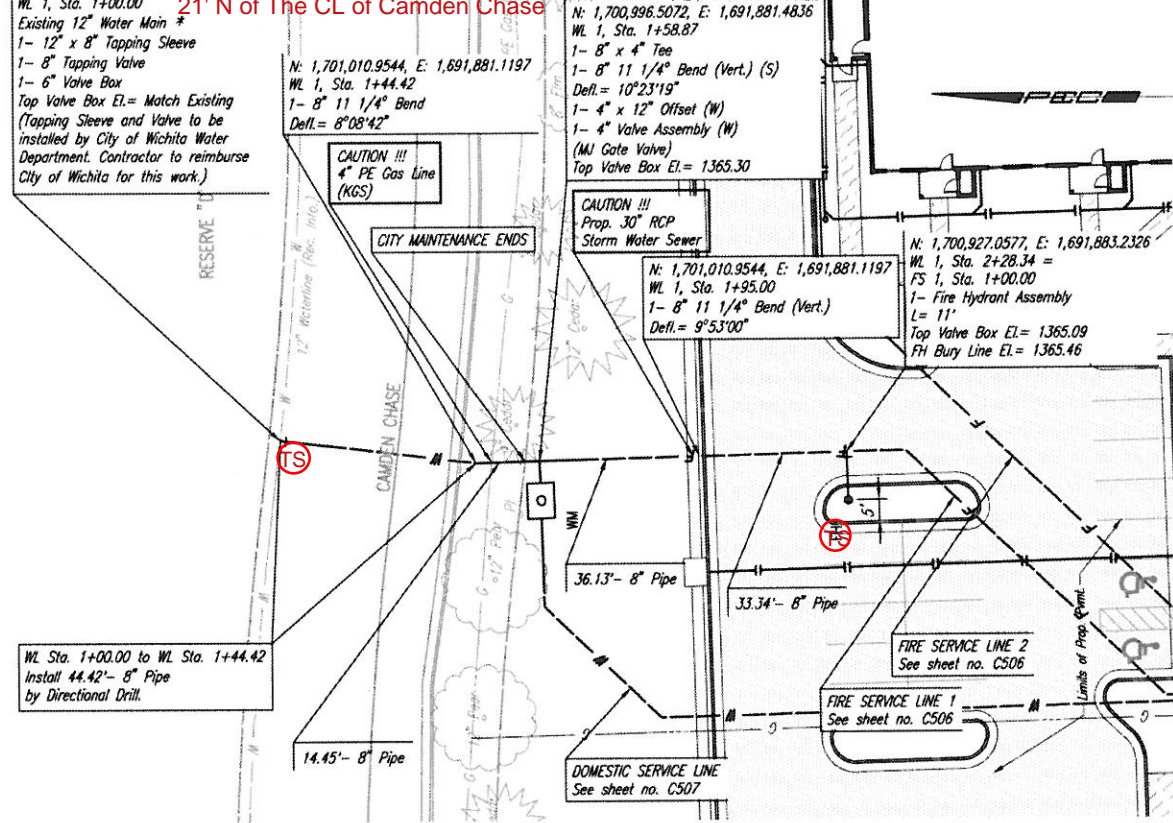 WL 1, Sta. 1+00.00
21' N of The CL of Camden Chase
Existing 12" Water Main *
1- 12" x 8" Tapping Sleeve
1- 8" Tapping Valve
1- 6" Valve Box
Top Valve Box El.= Match Existing
(Tapping Sleeve and Valve to be
installed by City of Wichita Water
Department. Contractor to reimburse
City of Wichita for this work.)
N: 1,701,010.9544, E: 1,691,881.1197
WL 1, Sta. 1+44.42
1- 8" 11 1/4° Bend
Defl.= 8°08'42"
N: 1,700,996.5072, E: 1,691,881.4836
WL 1, Sta. 1+58.87
1- 8" x 4" Tee
1- 8" 11 1/4° Bend (Vert.) (S)
Defl.= 10°23'19"
1- 4" x 12" Offset (W)
1- 4" Valve Assembly (W)
(MJ Gate Valve)
Top Valve Box El.= 1365.30
PEC
CAUTION !!!
4" PE Gas Line
(KGS)
CAUTION !!!
Prop. 30" RCP
Storm Water Sewer
CITY MAINTENANCE ENDS
N: 1,701,010.9544, E: 1,691,881.1197
WL 1, Sta. 1+95.00
1- 8" 11 1/4° Bend (Vert.)
Defl.= 9°53'00"
N: 1,700,927.0577, E: 1,691,883.2326
WL 1, Sta. 2+28.34 =
FS 1, Sta. 1+00.00
1- Fire Hydrant Assembly
L= 11'
Top Valve Box El.= 1365.09
FH Bury Line El.= 1365.46
RESERVE "D"
12" Waterline (Rec. Info.)
W
W
CAMDEN CHASE
G
G
Cedar
Cedar
TS
W
F
F
F
F
F
5'
FH
WM
12" Pear
G
36.13'- 8" Pipe
33.34'- 8" Pipe
Limits of Prop. Pvmt.
WL Sta. 1+00.00 to WL Sta. 1+44.42
Install 44.42'- 8" Pipe
by Directional Drill.
W
FIRE SERVICE LINE 2
See sheet no. C506
FIRE SERVICE LINE 1
See sheet no. C506
W
W
G
G
14.45'- 8" Pipe
DOMESTIC SERVICE LINE
See sheet no. C507